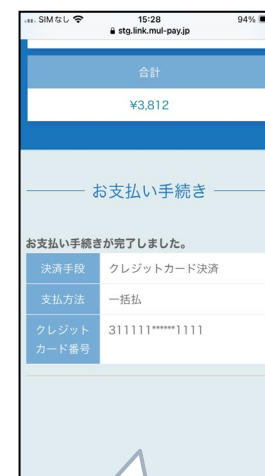 SIMなし 15:28 94%
stg.link.mul-pay.jp
合計
¥3,812
お支払い手続き
お支払い手続きが完了しました。
決済手段 クレジットカード決済
支払方法 一括払
クレジット 311111******1111
カード番号